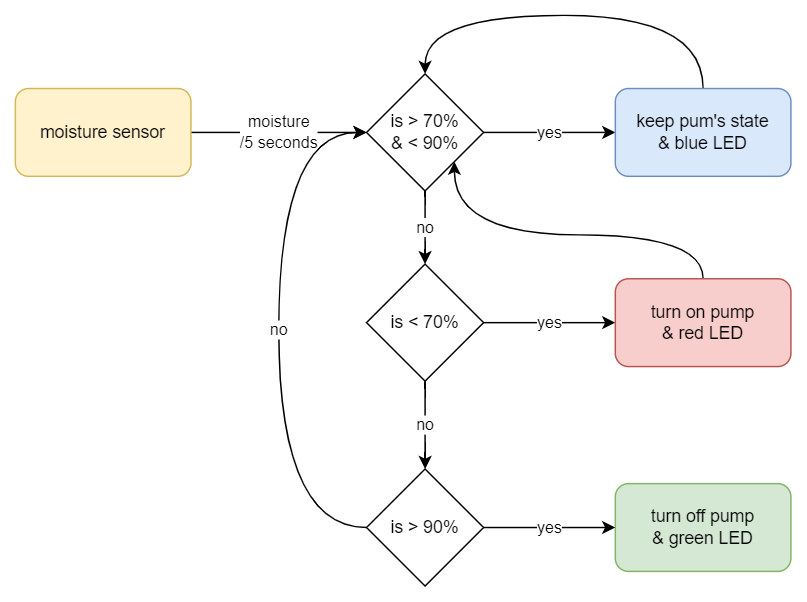 moisture sensor
moisture
/5 seconds
is > 70%
& < 90%
yes
keep pum's state
& blue LED
no
is < 70%
yes
turn on pump
& red LED
no
no
is > 90%
yes
turn off pump
& green LED